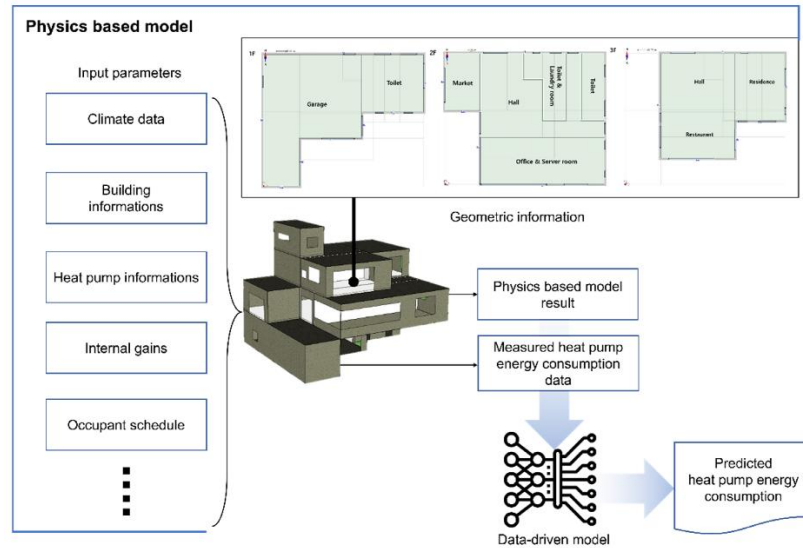 Physics based model
Input parameters
Climate data
Building
informations
Heat pump informations
Internal gains
Occupant schedule
1F
Garage
Toilet
2F
Market
Hall
Toilet &
Laundry room
Toilet
Office & Server room
3F
Hall
Residence
Restaurant
Geometric information
Physics based model
result
Measured heat pump
energy consumption
data
Data-driven model
Predicted
heat pump energy
consumption